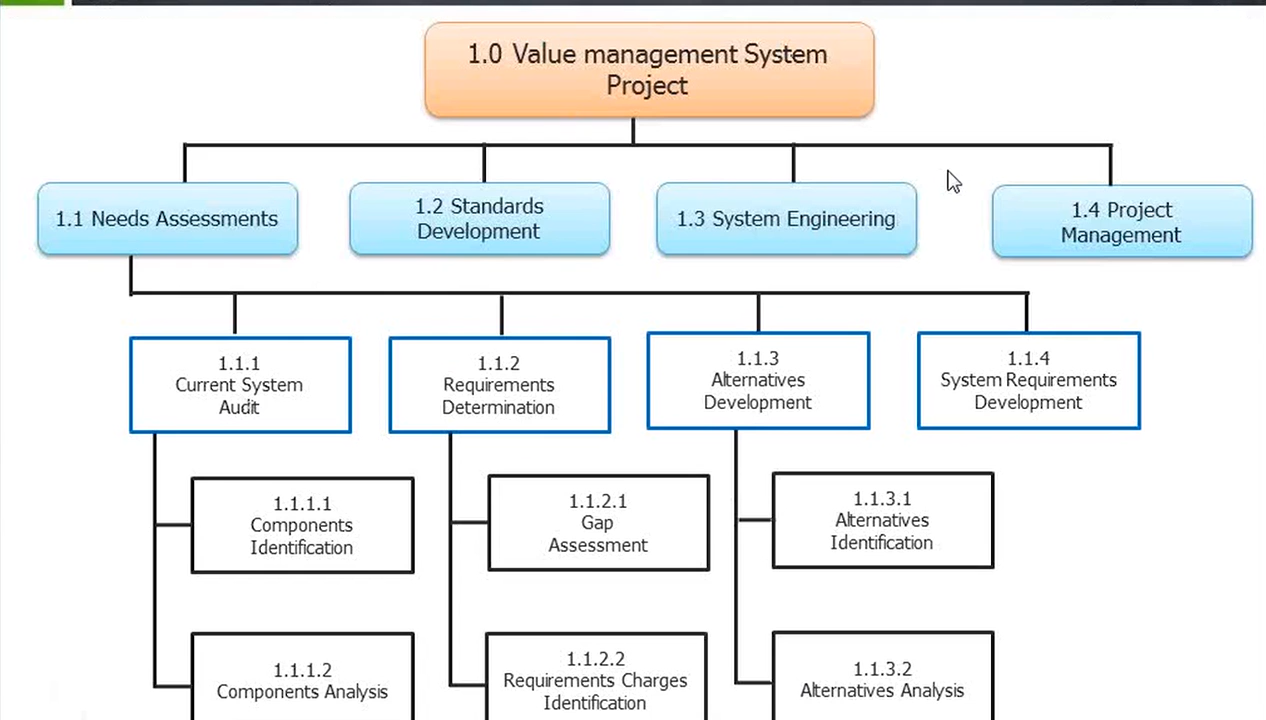 1.0 Value management System
Project
1.1 Needs Assessments
1.2 Standards
Development
1.3 System Engineering
1.4 Project
Management
1.1.1
Current System
Audit
1.1.2
Requirements
Determination
1.1.3
Alternatives
Development
1.1.4
System Requirements
Development
1.1.1.1
Components
Identification
1.1.2.1
Gap
Assessment
1.1.3.1
Alternatives
Identification
1.1.1.2
Components Analysis
1.1.2.2
Requirements Charges
Identification
1.1.3.2
Alternatives Analysis